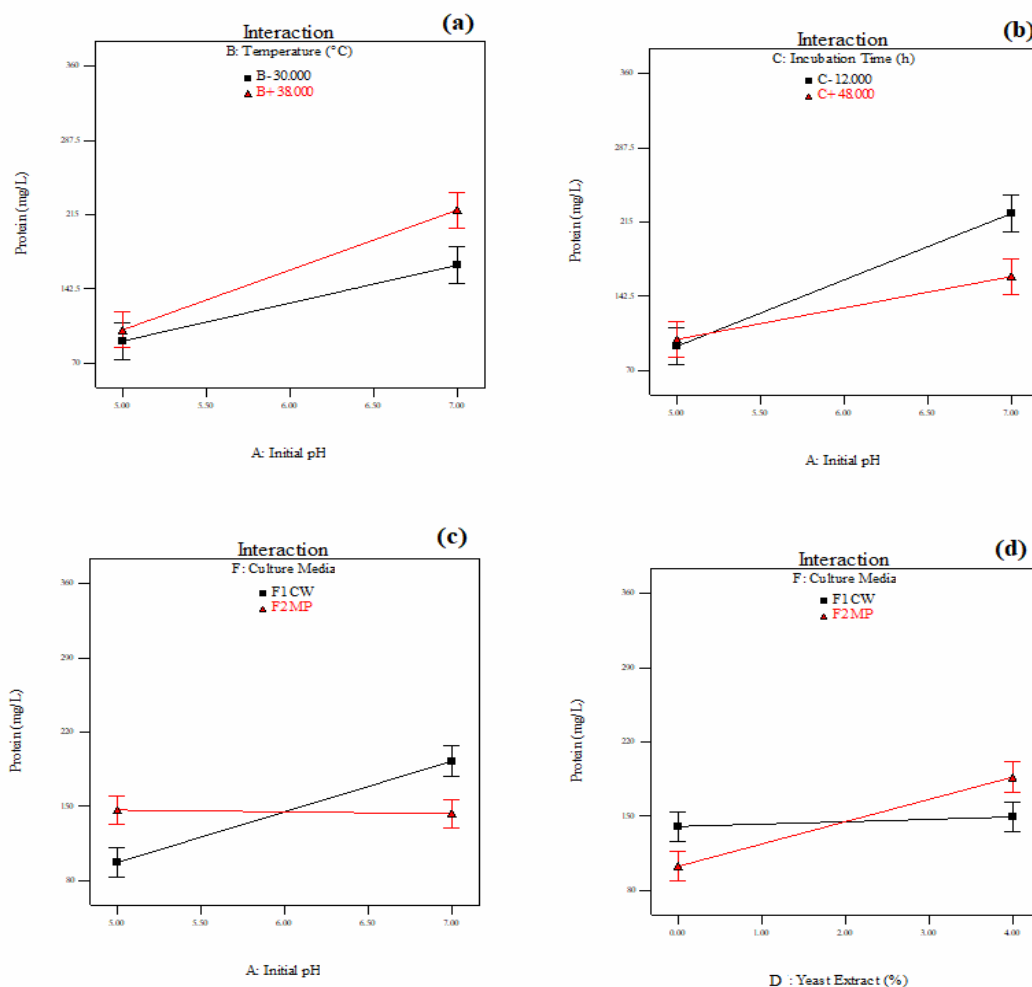 (a)
Interaction
B: Temperature (°C)
B- 30.000
B+ 38.000
360
287.5
215
142.5
70
Protein (mg/L)
5.00 5.50 6.00 6.50 7.00
A: Initial pH
(b)
Interaction
C: Incubation Time (h)
C- 12.000
C+ 48.000
360
287.5
215
142.5
70
Protein (mg/L)
5.00 5.50 6.00 6.50 7.00
A: Initial pH
(c)
Interaction
F: Culture Media
F1 CW
F2 MP
360
290
220
150
80
Protein (mg/L)
5.00 5.50 6.00 6.50 7.00
A: Initial pH
(d)
Interaction
F: Culture Media
F1 CW
F2 MP
360
290
220
150
80
Protein (mg/L)
0.00 1.00 2.00 3.00 4.00
D : Yeast Extract (%)